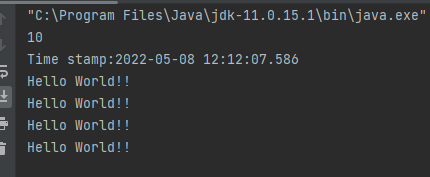 "C:\Program Files\Java\jdk-11.0.15.1\bin\java.exe"
10
Time stamp:2022-05-08 12:12:07.586
Hello World!!
Hello World!!
Hello World!!
Hello World!!